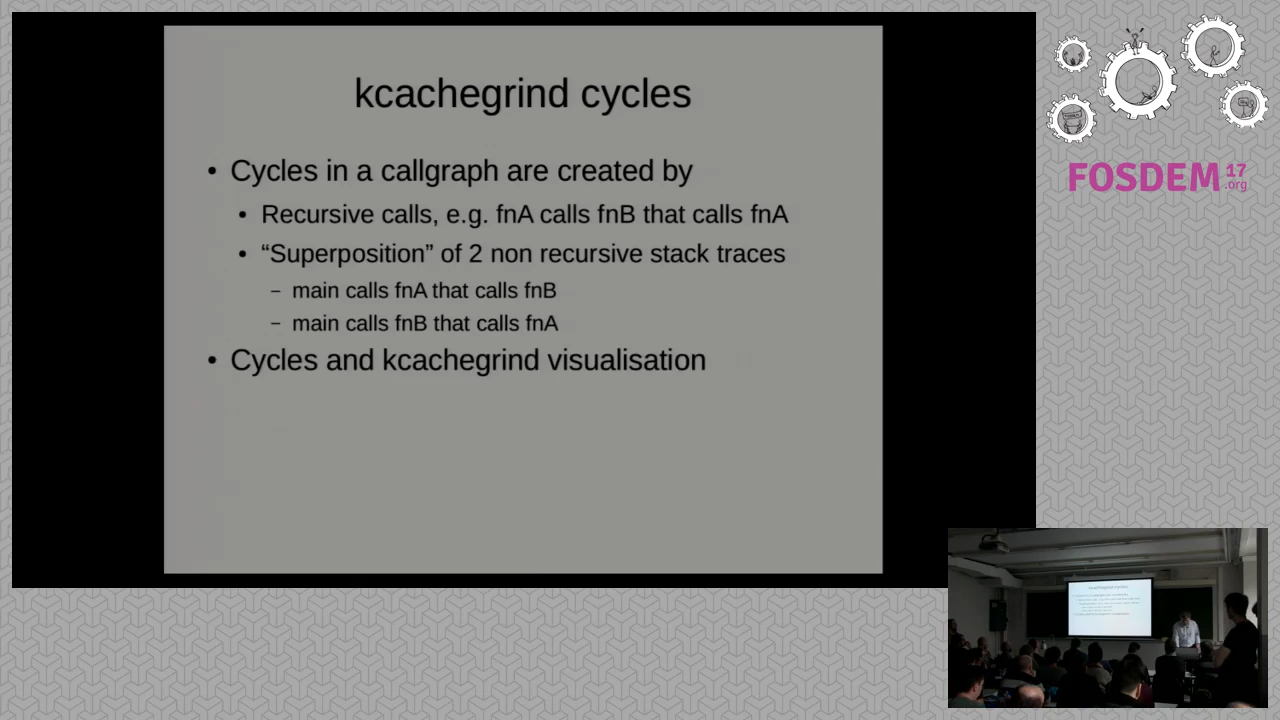 kcachegrind cycles
• Cycles in a callgraph are created by
• Recursive calls, e.g. fnA calls fnB that calls fnA
• “Superposition” of 2 non recursive stack traces
– main calls fnA that calls fnB
– main calls fnB that calls fnA
• Cycles and kcachegrind visualisation
FOSDEM 17
.org
kcachegrind cycles